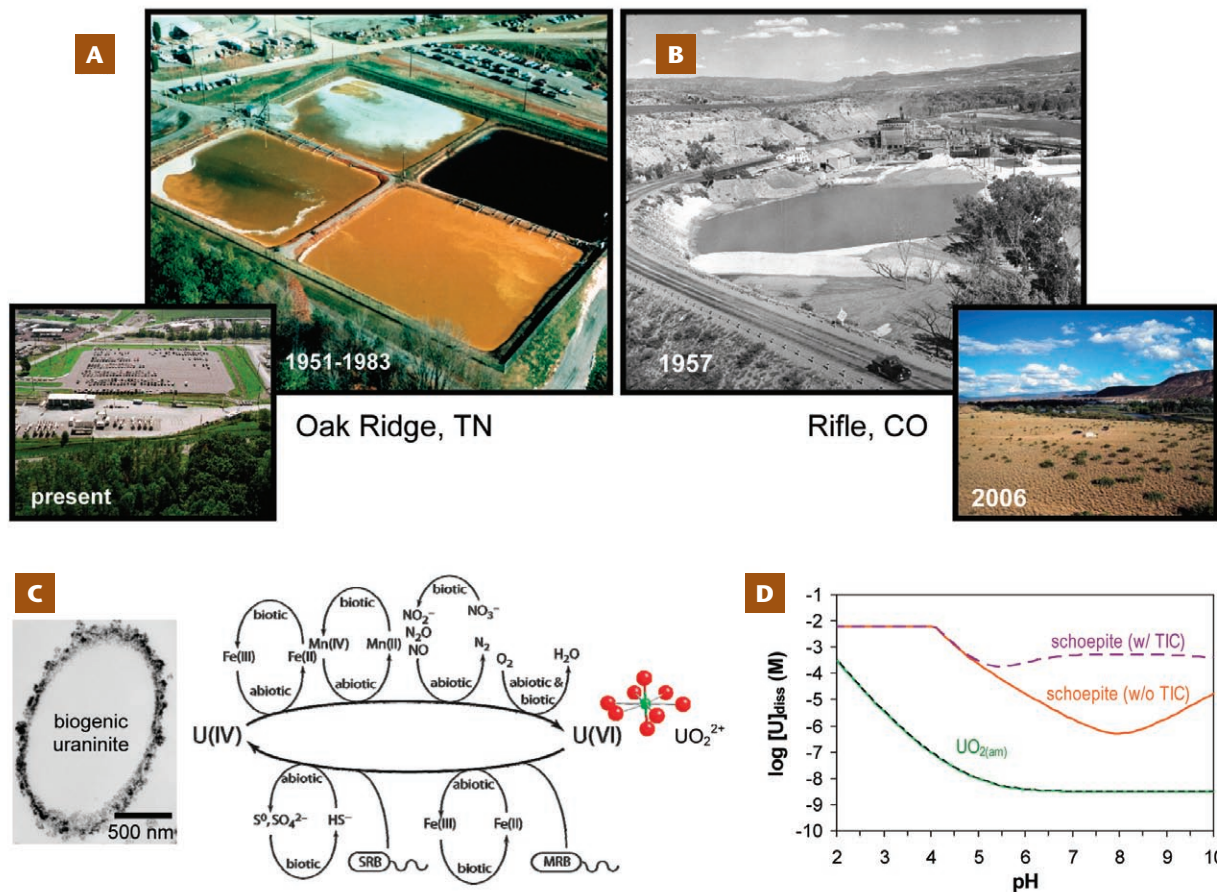 A
B
1951-1983
1957
Oak Ridge, TN
Rifle, CO
present
2006
C
biogenic
uraninite
500 nm
biotic
Fe(III)
Fe(II)
abiotic
biotic
Mn(IV)
Mn(II)
abiotic
biotic
NO₂⁻
NO₃⁻
N₂O
NO
N₂
abiotic
O₂
H₂O
abiotic &
biotic
U(IV)
U(VI)
UO₂²⁺
abiotic
S⁰, SO₄²⁻
HS⁻
biotic
SRB
abiotic
Fe(III)
Fe(II)
biotic
MRB
D
log [U]diss (M)
-1
-2
-3
-4
-5
-6
-7
-8
-9
-10
schoepite (w/ TIC)
schoepite (w/o TIC)
UO₂(am)
2 3 4 5 6 7 8 9 10
pH